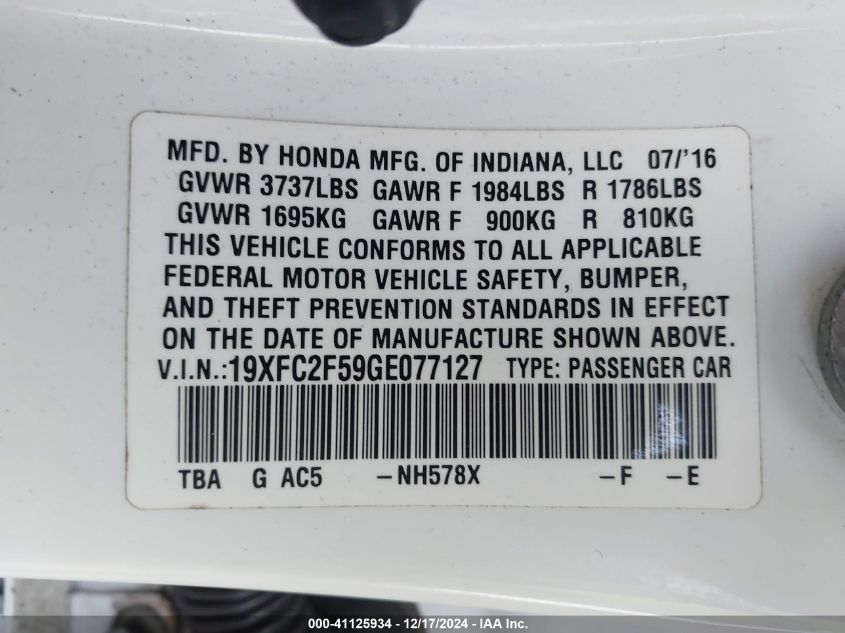 MFD. BY HONDA MFG. OF INDIANA, LLC 07/'16
GVWR 3737LBS GAWR F 1984LBS R 1786LBS
GVWR 1695KG GAWR F 900KG R 810KG
THIS VEHICLE CONFORMS TO ALL APPLICABLE
FEDERAL MOTOR VEHICLE SAFETY, BUMPER,
AND THEFT PREVENTION STANDARDS IN EFFECT
ON THE DATE OF MANUFACTURE SHOWN ABOVE.
V.I.N.:19XFC2F59GE077127 TYPE: PASSENGER CAR
TBA G AC5 -NH578X -F -E
000-41125934 - 12/17/2024 - IAA Inc.